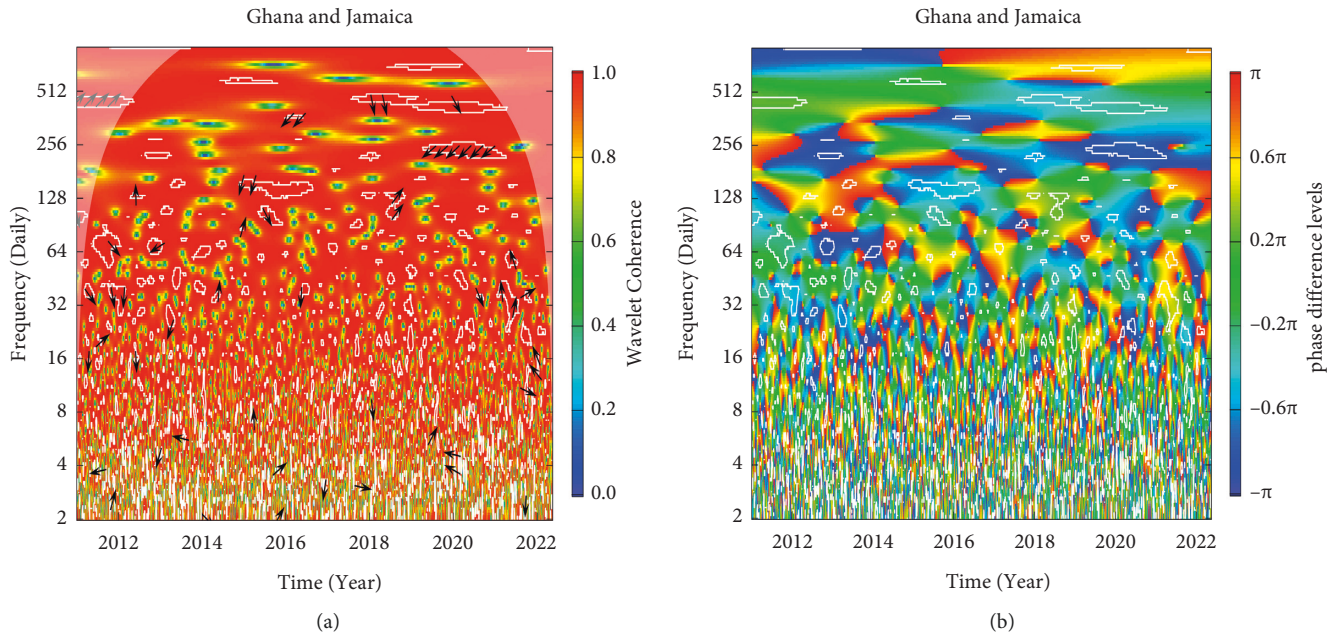 Ghana and Jamaica
Frequency (Daily)
512
256
128
64
32
16
8
4
2
2012 2014 2016 2018 2020 2022
Time (Year)
1.0
0.8
0.6
0.4
0.2
0.0
Wavelet Coherence
(a)
Ghana and Jamaica
Frequency (Daily)
512
256
128
64
32
16
8
4
2
2012 2014 2016 2018 2020 2022
Time (Year)
π
0.6π
0.2π
–0.2π
–0.6π
–π
phase difference levels
(b)